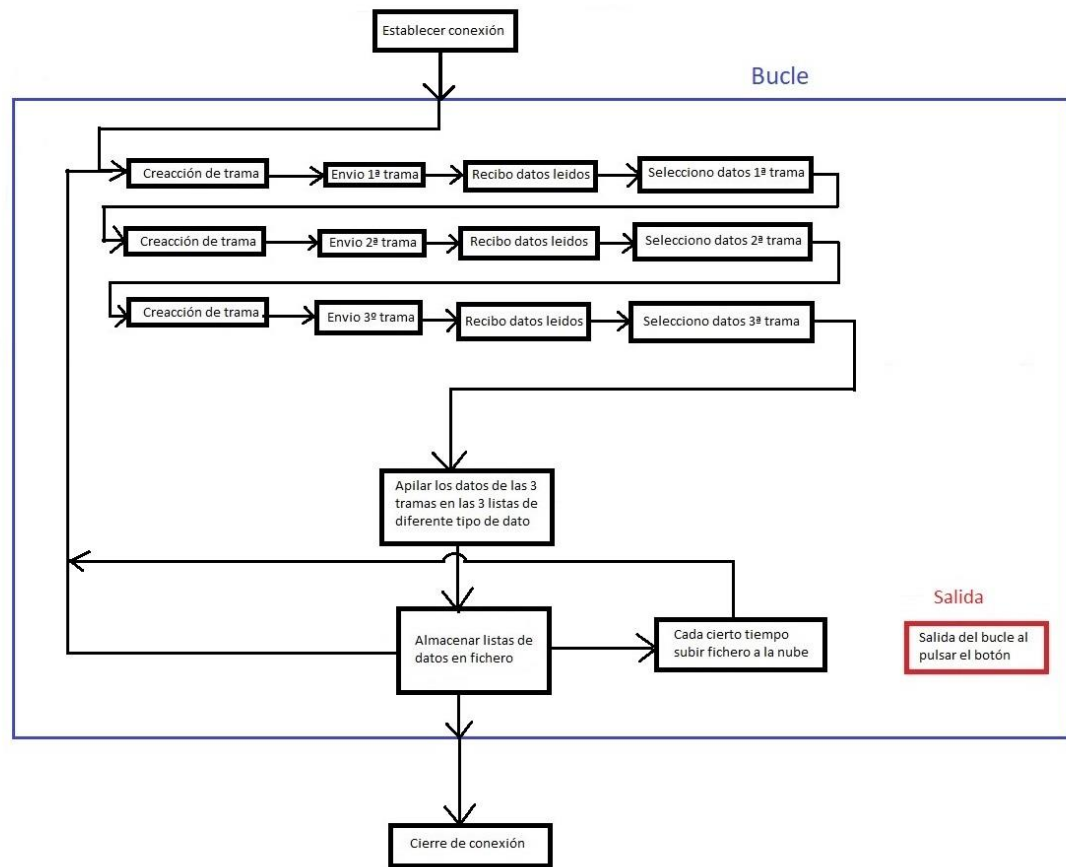 Establecer conexión
Bucle
Creacción de trama
Envio 1ª trama
Recibo datos leidos
Selecciono datos 1ª trama
Creacción de trama
Envio 2ª trama
Recibo datos leidos
Selecciono datos 2ª trama
Creacción de trama
Envio 3º trama
Recibo datos leidos
Selecciono datos 3ª trama
Apilar los datos de las 3
tramas en las 3 listas de
diferente tipo de dato
Almacenar listas de
datos en fichero
Cada cierto tiempo
subir fichero a la nube
Salida
Salida del bucle al
pulsar el botón
Cierre de conexión